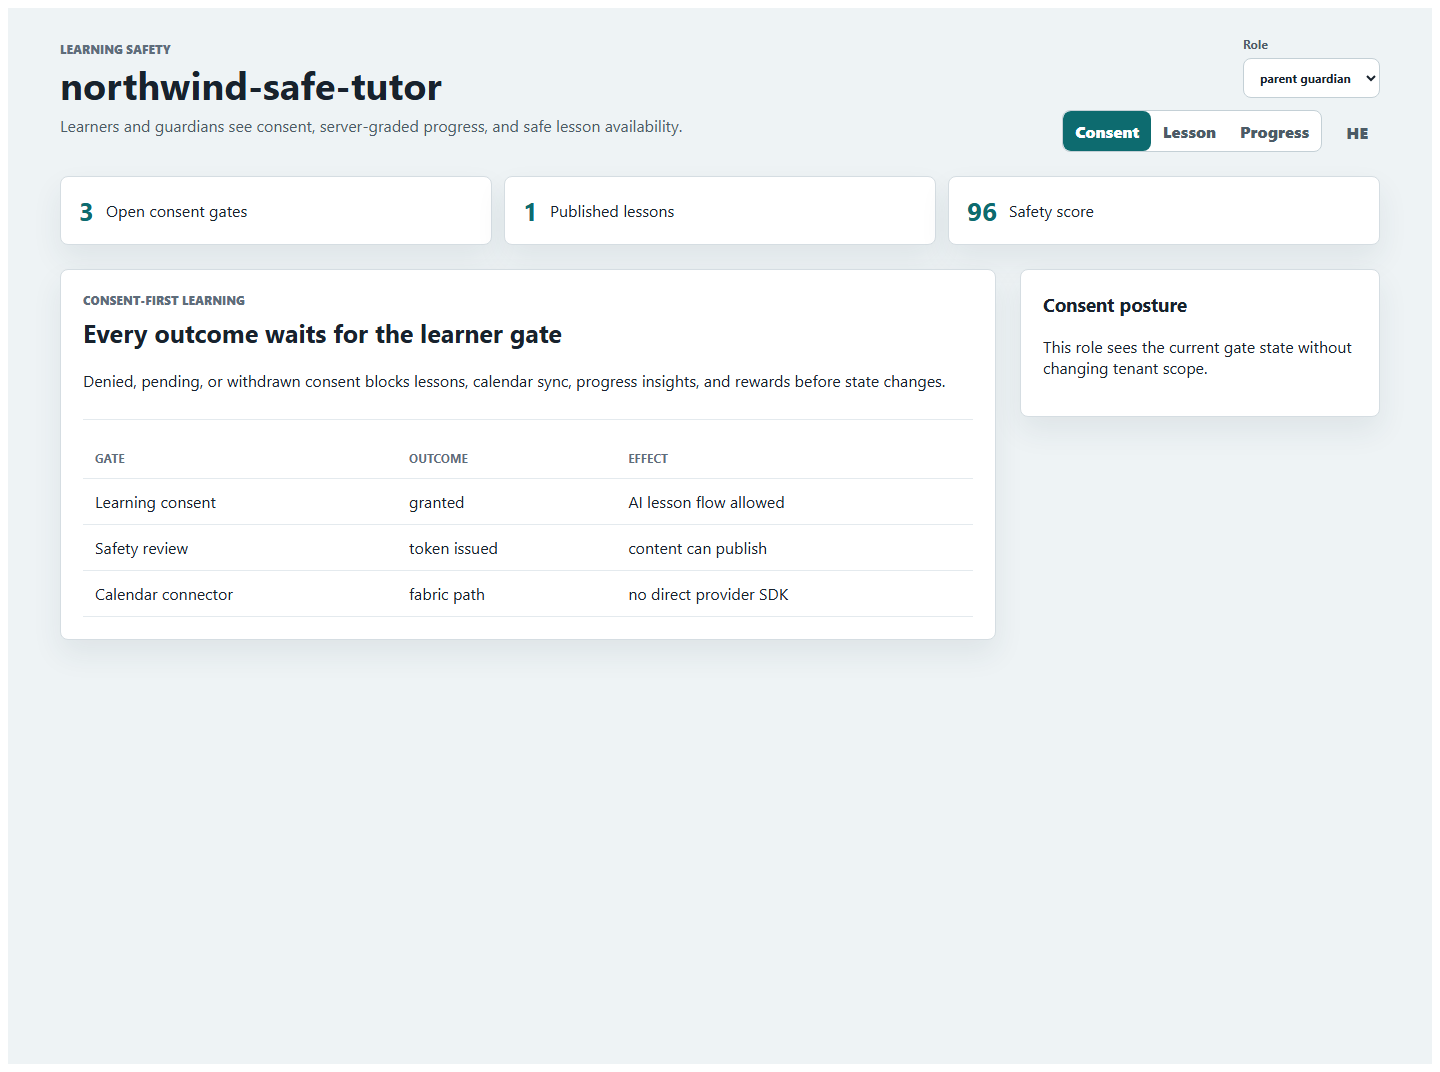 LEARNING SAFETY
northwind-safe-tutor
Learners and guardians see consent, server-graded progress, and safe lesson availability.
Role
parent guardian
Consent Lesson Progress HE
3 Open consent gates
1 Published lessons
96 Safety score
CONSENT-FIRST LEARNING
Every outcome waits for the learner gate
Denied, pending, or withdrawn consent blocks lessons, calendar sync, progress insights, and rewards before state changes.
GATE OUTCOME EFFECT
Learning consent granted AI lesson flow allowed
Safety review token issued content can publish
Calendar connector fabric path no direct provider SDK
Consent posture
This role sees the current gate state without
changing tenant scope.